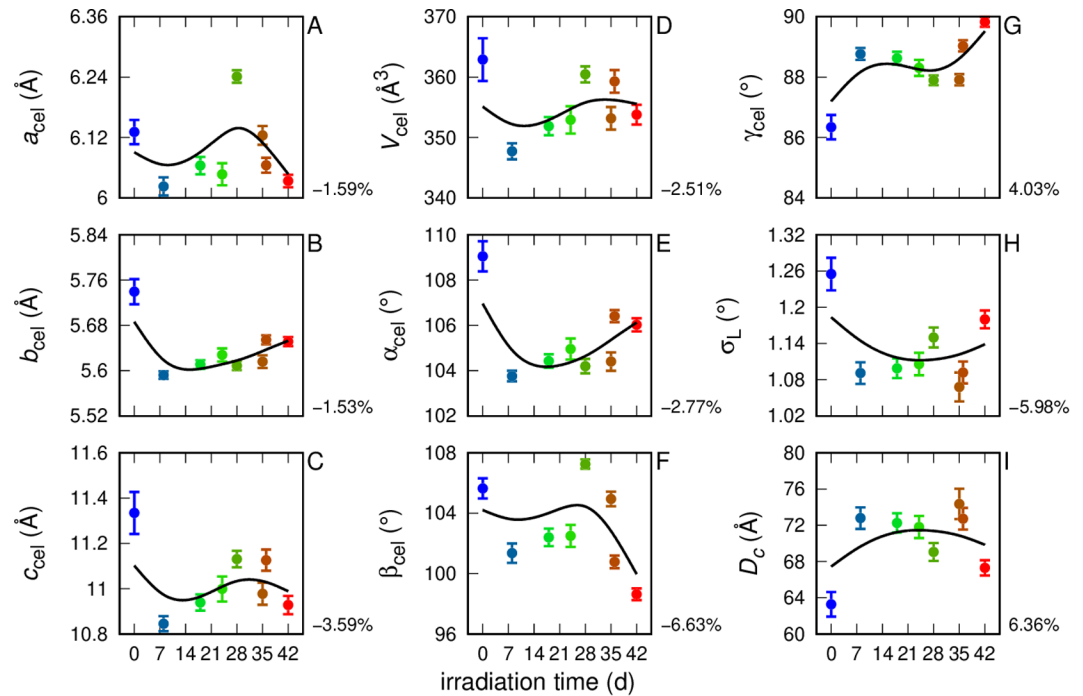 6.36
6.24
6.12
6
a_cel (Å)
A
−1.59%
370
360
350
340
V_cel (Å³)
D
−2.51%
90
88
86
84
γ_cel (°)
G
4.03%
5.84
5.76
5.68
5.6
5.52
b_cel (Å)
B
−1.53%
110
108
106
104
102
α_cel (°)
E
−2.77%
1.32
1.26
1.2
1.14
1.08
1.02
σ_L (°)
H
−5.98%
11.6
11.4
11.2
11
10.8
c_cel (Å)
C
−3.59%
0 7 14 21 28 35 42
108
104
100
96
β_cel (°)
F
−6.63%
0 7 14 21 28 35 42
80
76
72
68
64
60
D_c (Å)
I
6.36%
0 7 14 21 28 35 42
irradiation time (d)